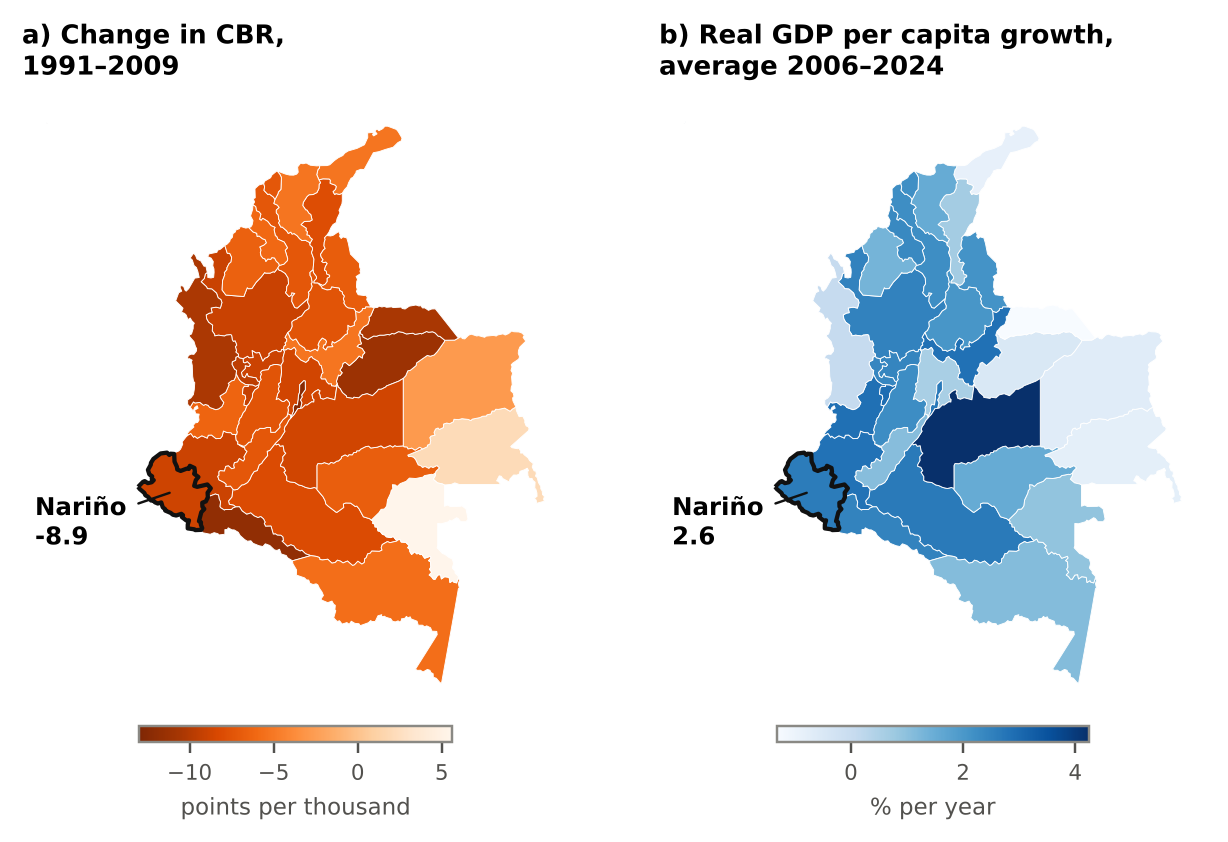 a) Change in CBR,
1991–2009
b) Real GDP per capita growth,
average 2006–2024
Nariño
-8.9
Nariño
2.6
−10 −5 0 5
points per thousand
0 2 4
% per year